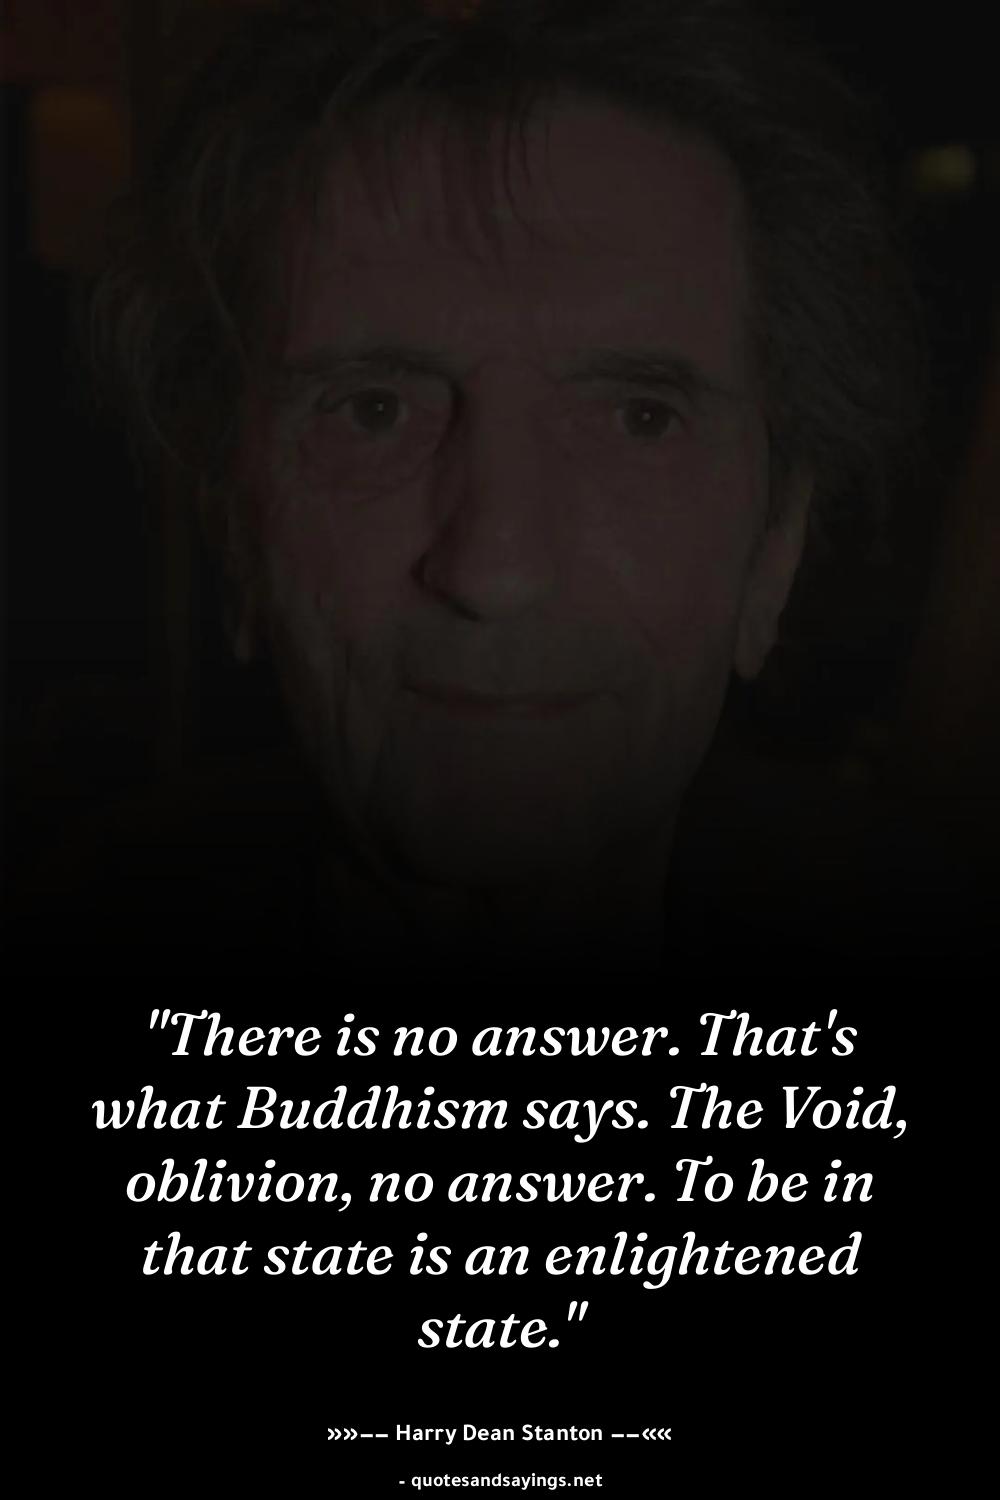 "There is no answer. That's
what Buddhism says. The Void,
oblivion, no answer. To be in
that state is an enlightened
state."
»»–– Harry Dean Stanton ––««
- quotesandsayings.net